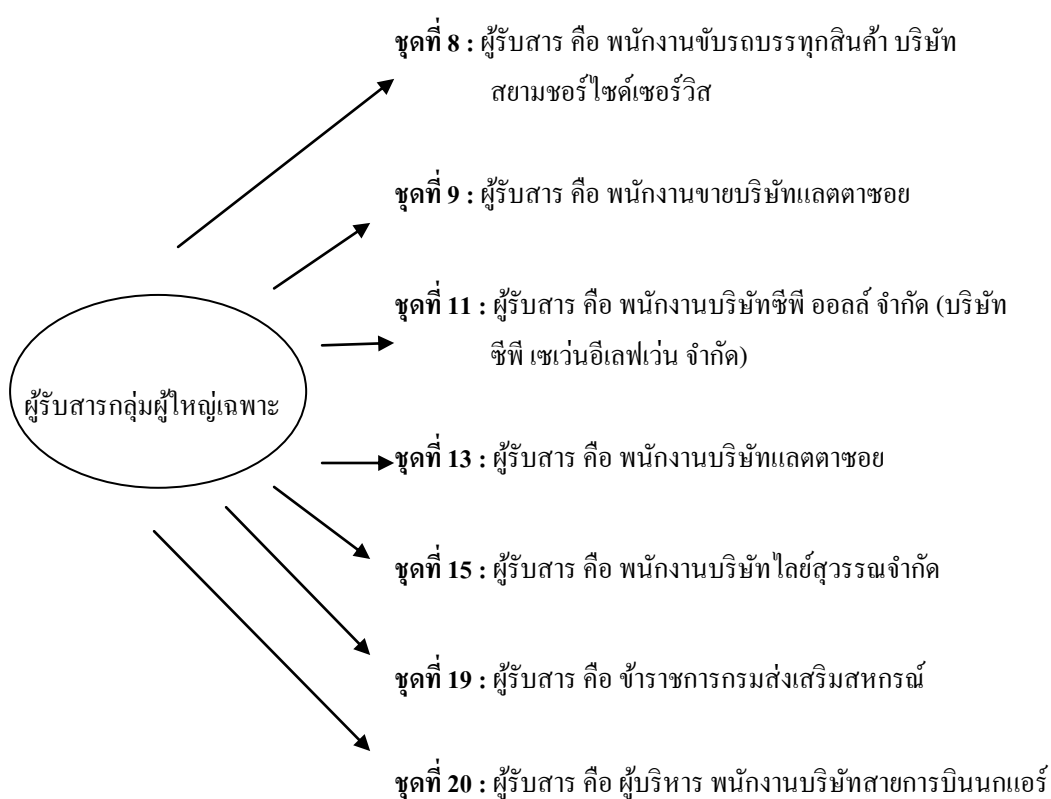 ชุดที่ 8 : ผู้รับสาร คือ พนักงานขับรถบรรทุกสินค้า บริษัท
สยามชอร์ไซค์เซอร์วิส
ชุดที่ 9 : ผู้รับสาร คือ พนักงานขายบริษัทแลตตาซอย
ชุดที่ 11 : ผู้รับสาร คือ พนักงานบริษัทซีพี ออลล์ จำกัด (บริษัท
ซีพี เซเว่นอีเลฟเว่น จำกัด)
ผู้รับสารกลุ่มผู้ใหญ่เฉพาะ
ชุดที่ 13 : ผู้รับสาร คือ พนักงานบริษัทแลตตาซอย
ชุดที่ 15 : ผู้รับสาร คือ พนักงานบริษัทไลย์สุวรรณจำกัด
ชุดที่ 19 : ผู้รับสาร คือ ข้าราชการกรมส่งเสริมสหกรณ์
ชุดที่ 20 : ผู้รับสาร คือ ผู้บริหาร พนักงานบริษัทสายการบินนกแอร์